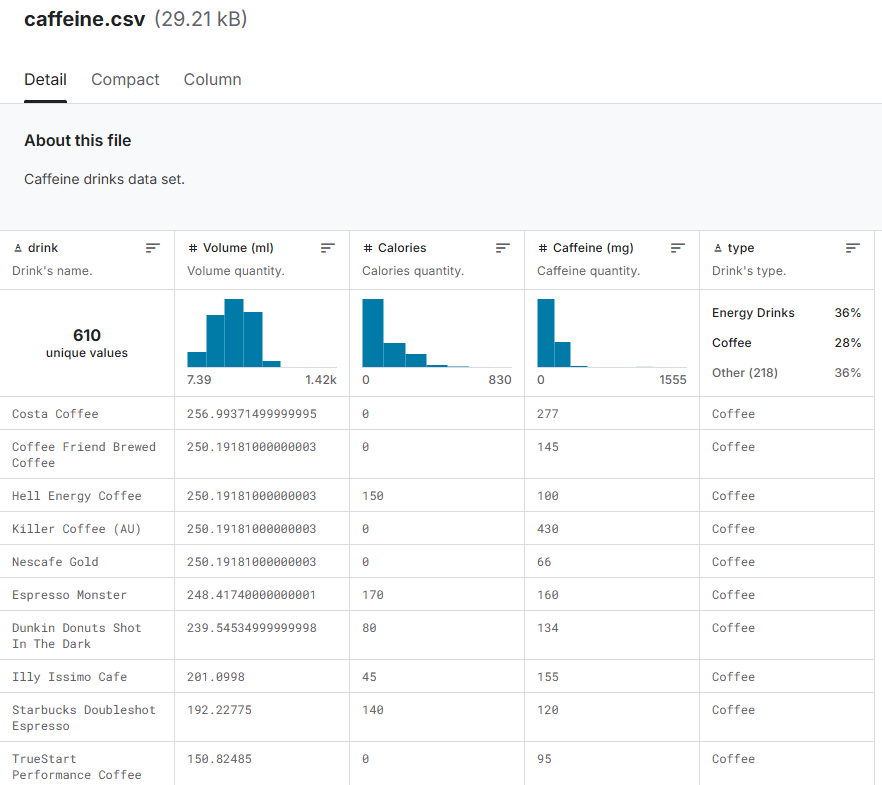 caffeine.csv (29.21 kB)
Detail Compact Column
About this file
Caffeine drinks data set.
drink # Volume (ml) # Calories # Caffeine (mg) type
Drink's name. Volume quantity. Calories quantity. Caffeine quantity. Drink's type.
610
unique values
7.39 1.42k
0 830
0 1555
Energy Drinks 36%
Coffee 28%
Other (218) 36%
Costa Coffee 256.99371499999995 0 277 Coffee
Coffee Friend Brewed 250.19181000000003 0 145 Coffee
Coffee
Hell Energy Coffee 250.19181000000003 150 100 Coffee
Killer Coffee (AU) 250.19181000000003 0 430 Coffee
Nescafe Gold 250.19181000000003 0 66 Coffee
Espresso Monster 248.41740000000001 170 160 Coffee
Dunkin Donuts Shot 239.54534999999998 80 134 Coffee
In The Dark
Illy Issimo Cafe 201.0998 45 155 Coffee
Starbucks Doubleshot 192.22775 140 120 Coffee
Espresso
TrueStart 150.82485 0 95 Coffee
Performance Coffee